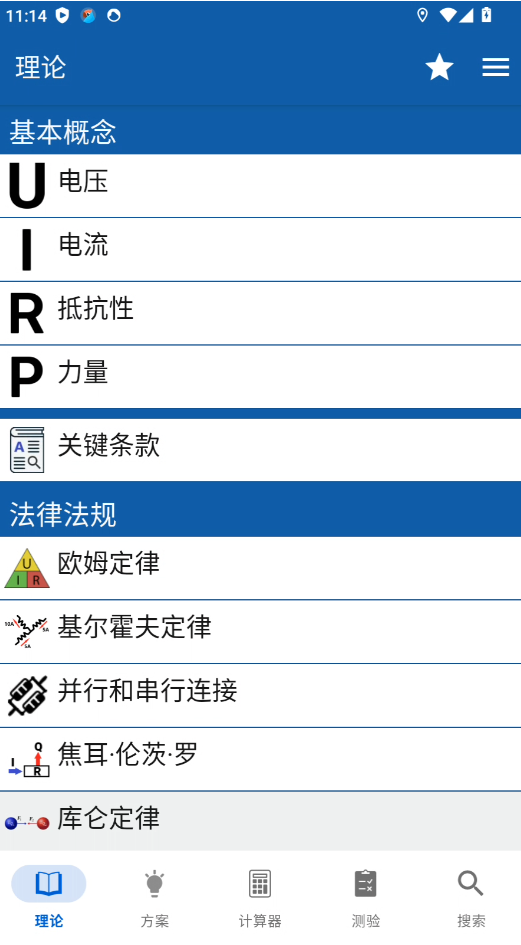 11:14
理论
基本概念
U 电压
I 电流
R 抵抗性
P 力量
A 关键条款
法律法规
U I R 欧姆定律
10A 5A 5A 基尔霍夫定律
并行和串行连接
I Q R 焦耳·伦茨·罗
库仑定律
理论 方案 计算器 测验 搜索